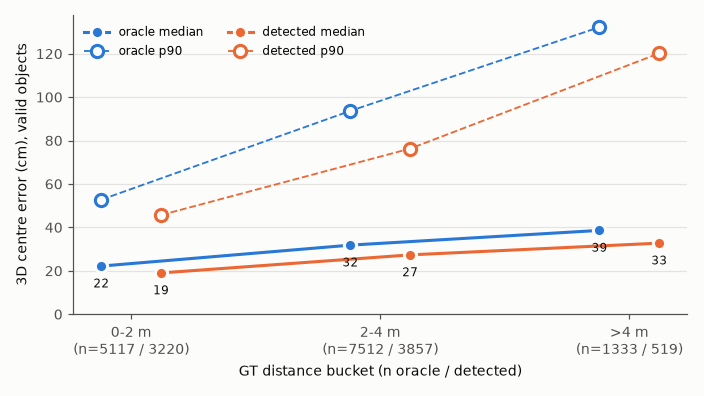 oracle median
oracle p90
detected median
detected p90
3D centre error (cm), valid objects
120
100
80
60
40
20
0
22
19
32
27
39
33
0-2 m
(n=5117 / 3220)
2-4 m
(n=7512 / 3857)
>4 m
(n=1333 / 519)
GT distance bucket (n oracle / detected)